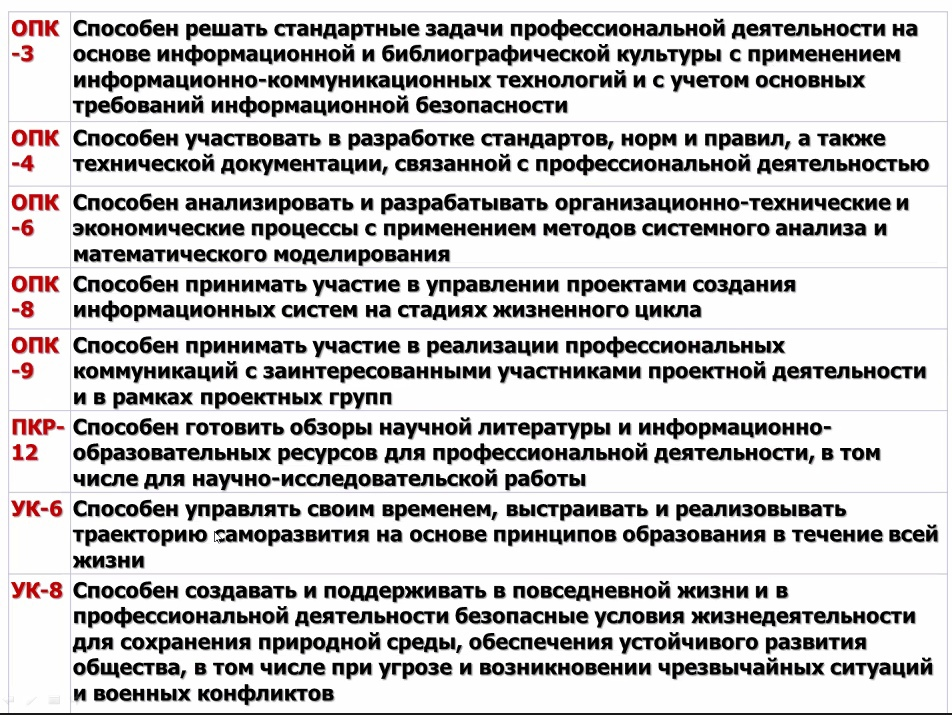 ОПК Способен решать стандартные задачи профессиональной деятельности на
-3 основе информационной и библиографической культуры с применением
информационно-коммуникационных технологий и с учетом основных
требований информационной безопасности
ОПК Способен участвовать в разработке стандартов, норм и правил, а также
-4 технической документации, связанной с профессиональной деятельностью
ОПК Способен анализировать и разрабатывать организационно-технические и
-6 экономические процессы с применением методов системного анализа и
математического моделирования
ОПК Способен принимать участие в управлении проектами создания
-8 информационных систем на стадиях жизненного цикла
ОПК Способен принимать участие в реализации профессиональных
-9 коммуникаций с заинтересованными участниками проектной деятельности
и в рамках проектных групп
ПКР- Способен готовить обзоры научной литературы и информационно-
12 образовательных ресурсов для профессиональной деятельности, в том
числе для научно-исследовательской работы
УК-6 Способен управлять своим временем, выстраивать и реализовывать
траекторию саморазвития на основе принципов образования в течение всей
жизни
УК-8 Способен создавать и поддерживать в повседневной жизни и в
профессиональной деятельности безопасные условия жизнедеятельности
для сохранения природной среды, обеспечения устойчивого развития
общества, в том числе при угрозе и возникновении чрезвычайных ситуаций
и военных конфликтов